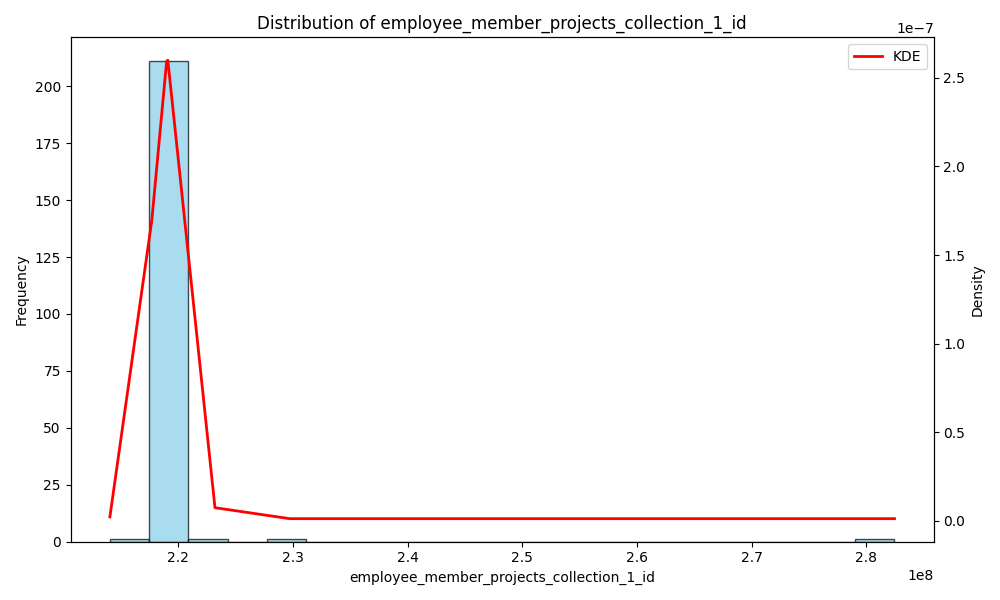 Distribution of employee_member_projects_collection_1_id
1e−7
KDE
200
175
150
125
100
75
50
25
0
Frequency
2.5
2.0
1.5
1.0
0.5
0.0
Density
2.2 2.3 2.4 2.5 2.6 2.7 2.8
1e8
employee_member_projects_collection_1_id